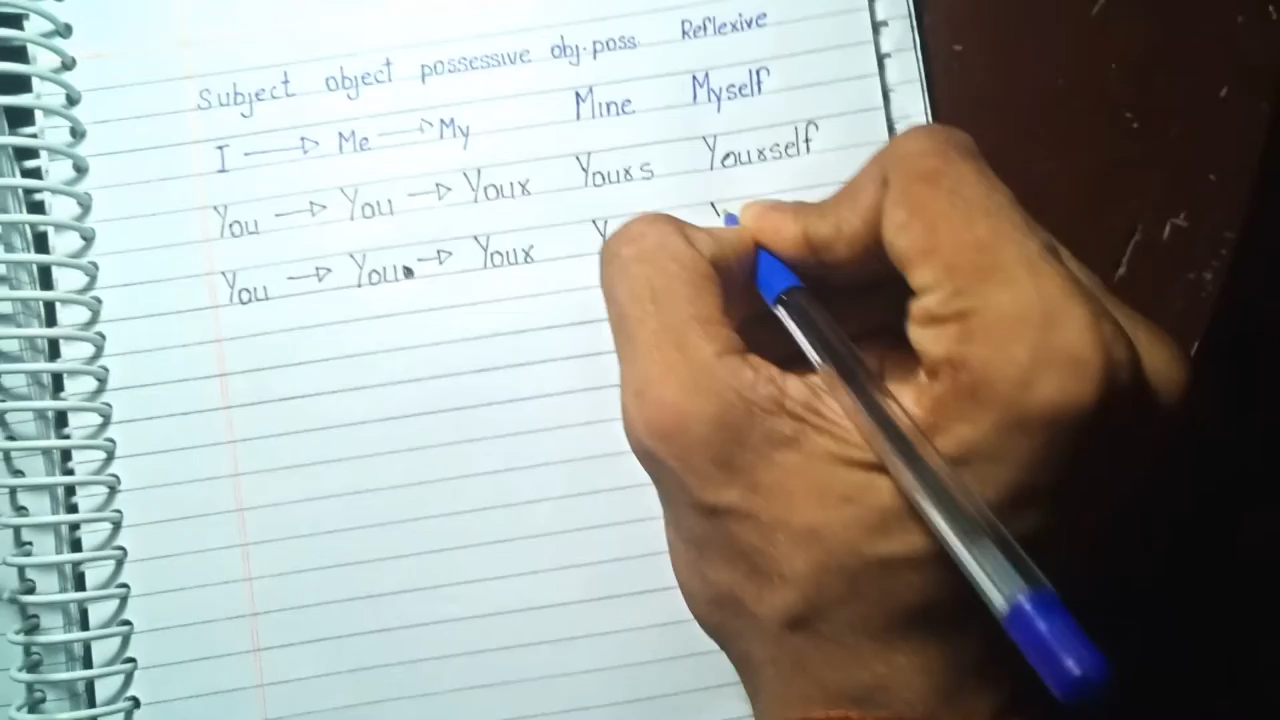 Subject object possessive obj.poss Reflexive
I → Me → My Mine Myself
You → You → Your Yours Yourself
You → You → Your